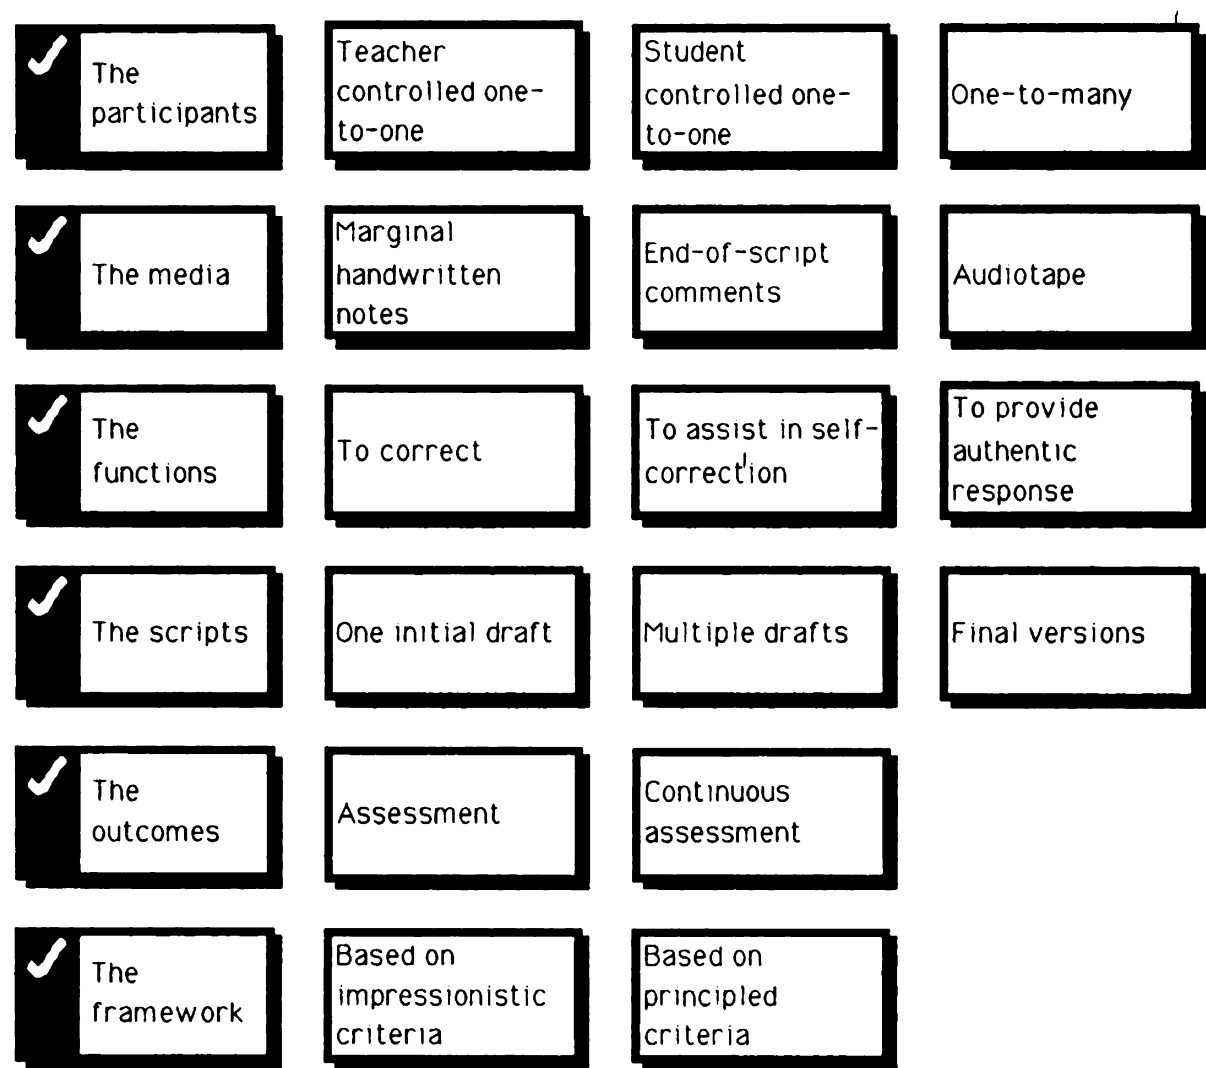 The
participants
Teacher
controlled one-
to-one
Student
controlled one-
to-one
One-to-many
The media
Marginal
handwritten
notes
End-of-script
comments
Audiotape
The
functions
To correct
To assist in self-
correction
To provide
authentic
response
The scripts
One initial draft
Multiple drafts
Final versions
The
outcomes
Assessment
Continuous
assessment
The
framework
Based on
impressionistic
criteria
Based on
principled
criteria